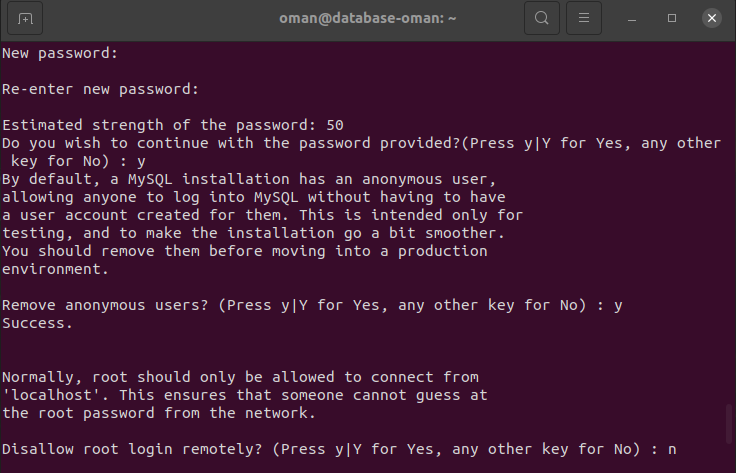 oman@database-oman: ~
New password:
Re-enter new password:
Estimated strength of the password: 50
Do you wish to continue with the password provided?(Press y|Y for Yes, any other
key for No) : y
By default, a MySQL installation has an anonymous user,
allowing anyone to log into MySQL without having to have
a user account created for them. This is intended only for
testing, and to make the installation go a bit smoother.
You should remove them before moving into a production
environment.
Remove anonymous users? (Press y|Y for Yes, any other key for No) : y
Success.
Normally, root should only be allowed to connect from
'localhost'. This ensures that someone cannot guess at
the root password from the network.
Disallow root login remotely? (Press y|Y for Yes, any other key for No) : n